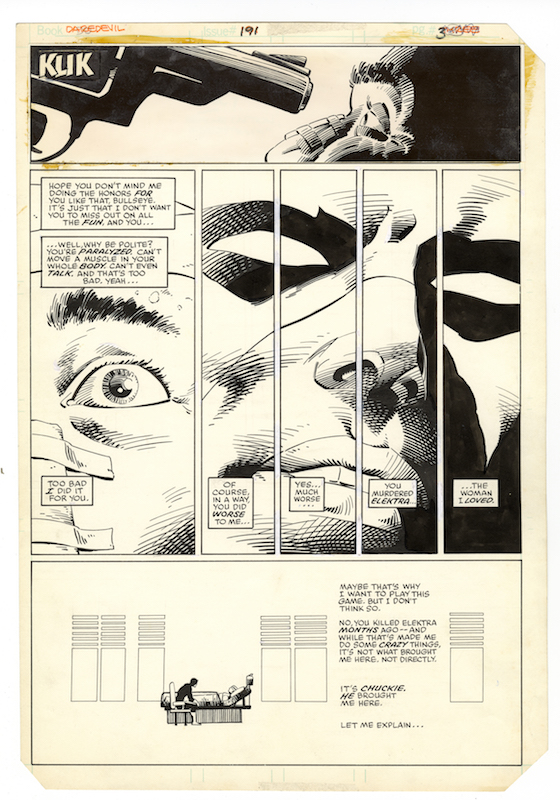 Book DAREDEVIL Issue# 191 3
KLIK
HOPE YOU DON'T MIND ME
DOING THE HONORS FOR
YOU LIKE THAT, BULLSEYE.
IT'S JUST THAT I DON'T WANT
YOU TO MISS OUT ON ALL
THE FUN. AND YOU...
...WELL, WHY BE POLITE?
YOU'RE PARALYZED. CAN'T
MOVE A MUSCLE IN YOUR
WHOLE BODY. CAN'T EVEN
TALK. AND THAT'S TOO
BAD. YEAH...
TOO BAD
I DID IT
FOR YOU.
OF
COURSE,
IN A WAY,
YOU DID
WORSE
TO ME...
YES...
MUCH
WORSE
....
YOU
MURDERED
ELEKTRA...
...THE
WOMAN
I LOVED.
MAYBE THAT'S WHY
I WANT TO PLAY THIS
GAME. BUT I DON'T
THINK SO.
NO, YOU KILLED ELEKTRA
MONTHS AGO--AND
WHILE THAT'S MADE ME
DO SOME CRAZY THINGS,
IT'S NOT WHAT BROUGHT
ME HERE. NOT DIRECTLY.
IT'S CHUCKIE.
HE BROUGHT
ME HERE.
LET ME EXPLAIN...